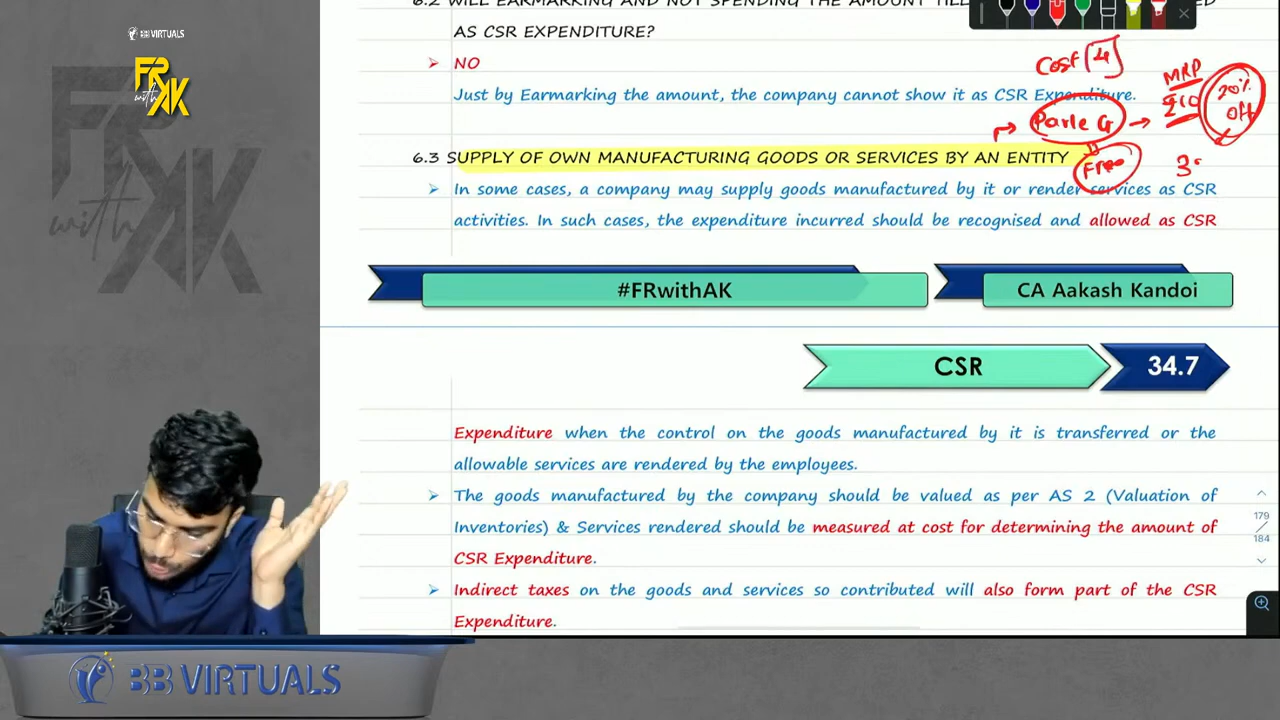 BB VIRTUALS
FR
with
AK
6.2 WILL EARMARKING AND NOT SPENDING THE AMOUNT TILL
AS CSR EXPENDITURE?
NO
Just by Earmarking the amount, the company cannot show it as CSR Expenditure.
Cost 4
Parle G
MRP
₹10
20%
Off
Free
6.3 SUPPLY OF OWN MANUFACTURING GOODS OR SERVICES BY AN ENTITY
In some cases, a company may supply goods manufactured by it or render services as CSR
activities. In such cases, the expenditure incurred should be recognised and allowed as CSR
#FRwithAK
CA Aakash Kandoi
CSR 34.7
Expenditure when the control on the goods manufactured by it is transferred or the
allowable services are rendered by the employees.
The goods manufactured by the company should be valued as per AS 2 (Valuation of
Inventories) & Services rendered should be measured at cost for determining the amount of
CSR Expenditure.
Indirect taxes on the goods and services so contributed will also form part of the CSR
Expenditure.
179
184
BB VIRTUALS